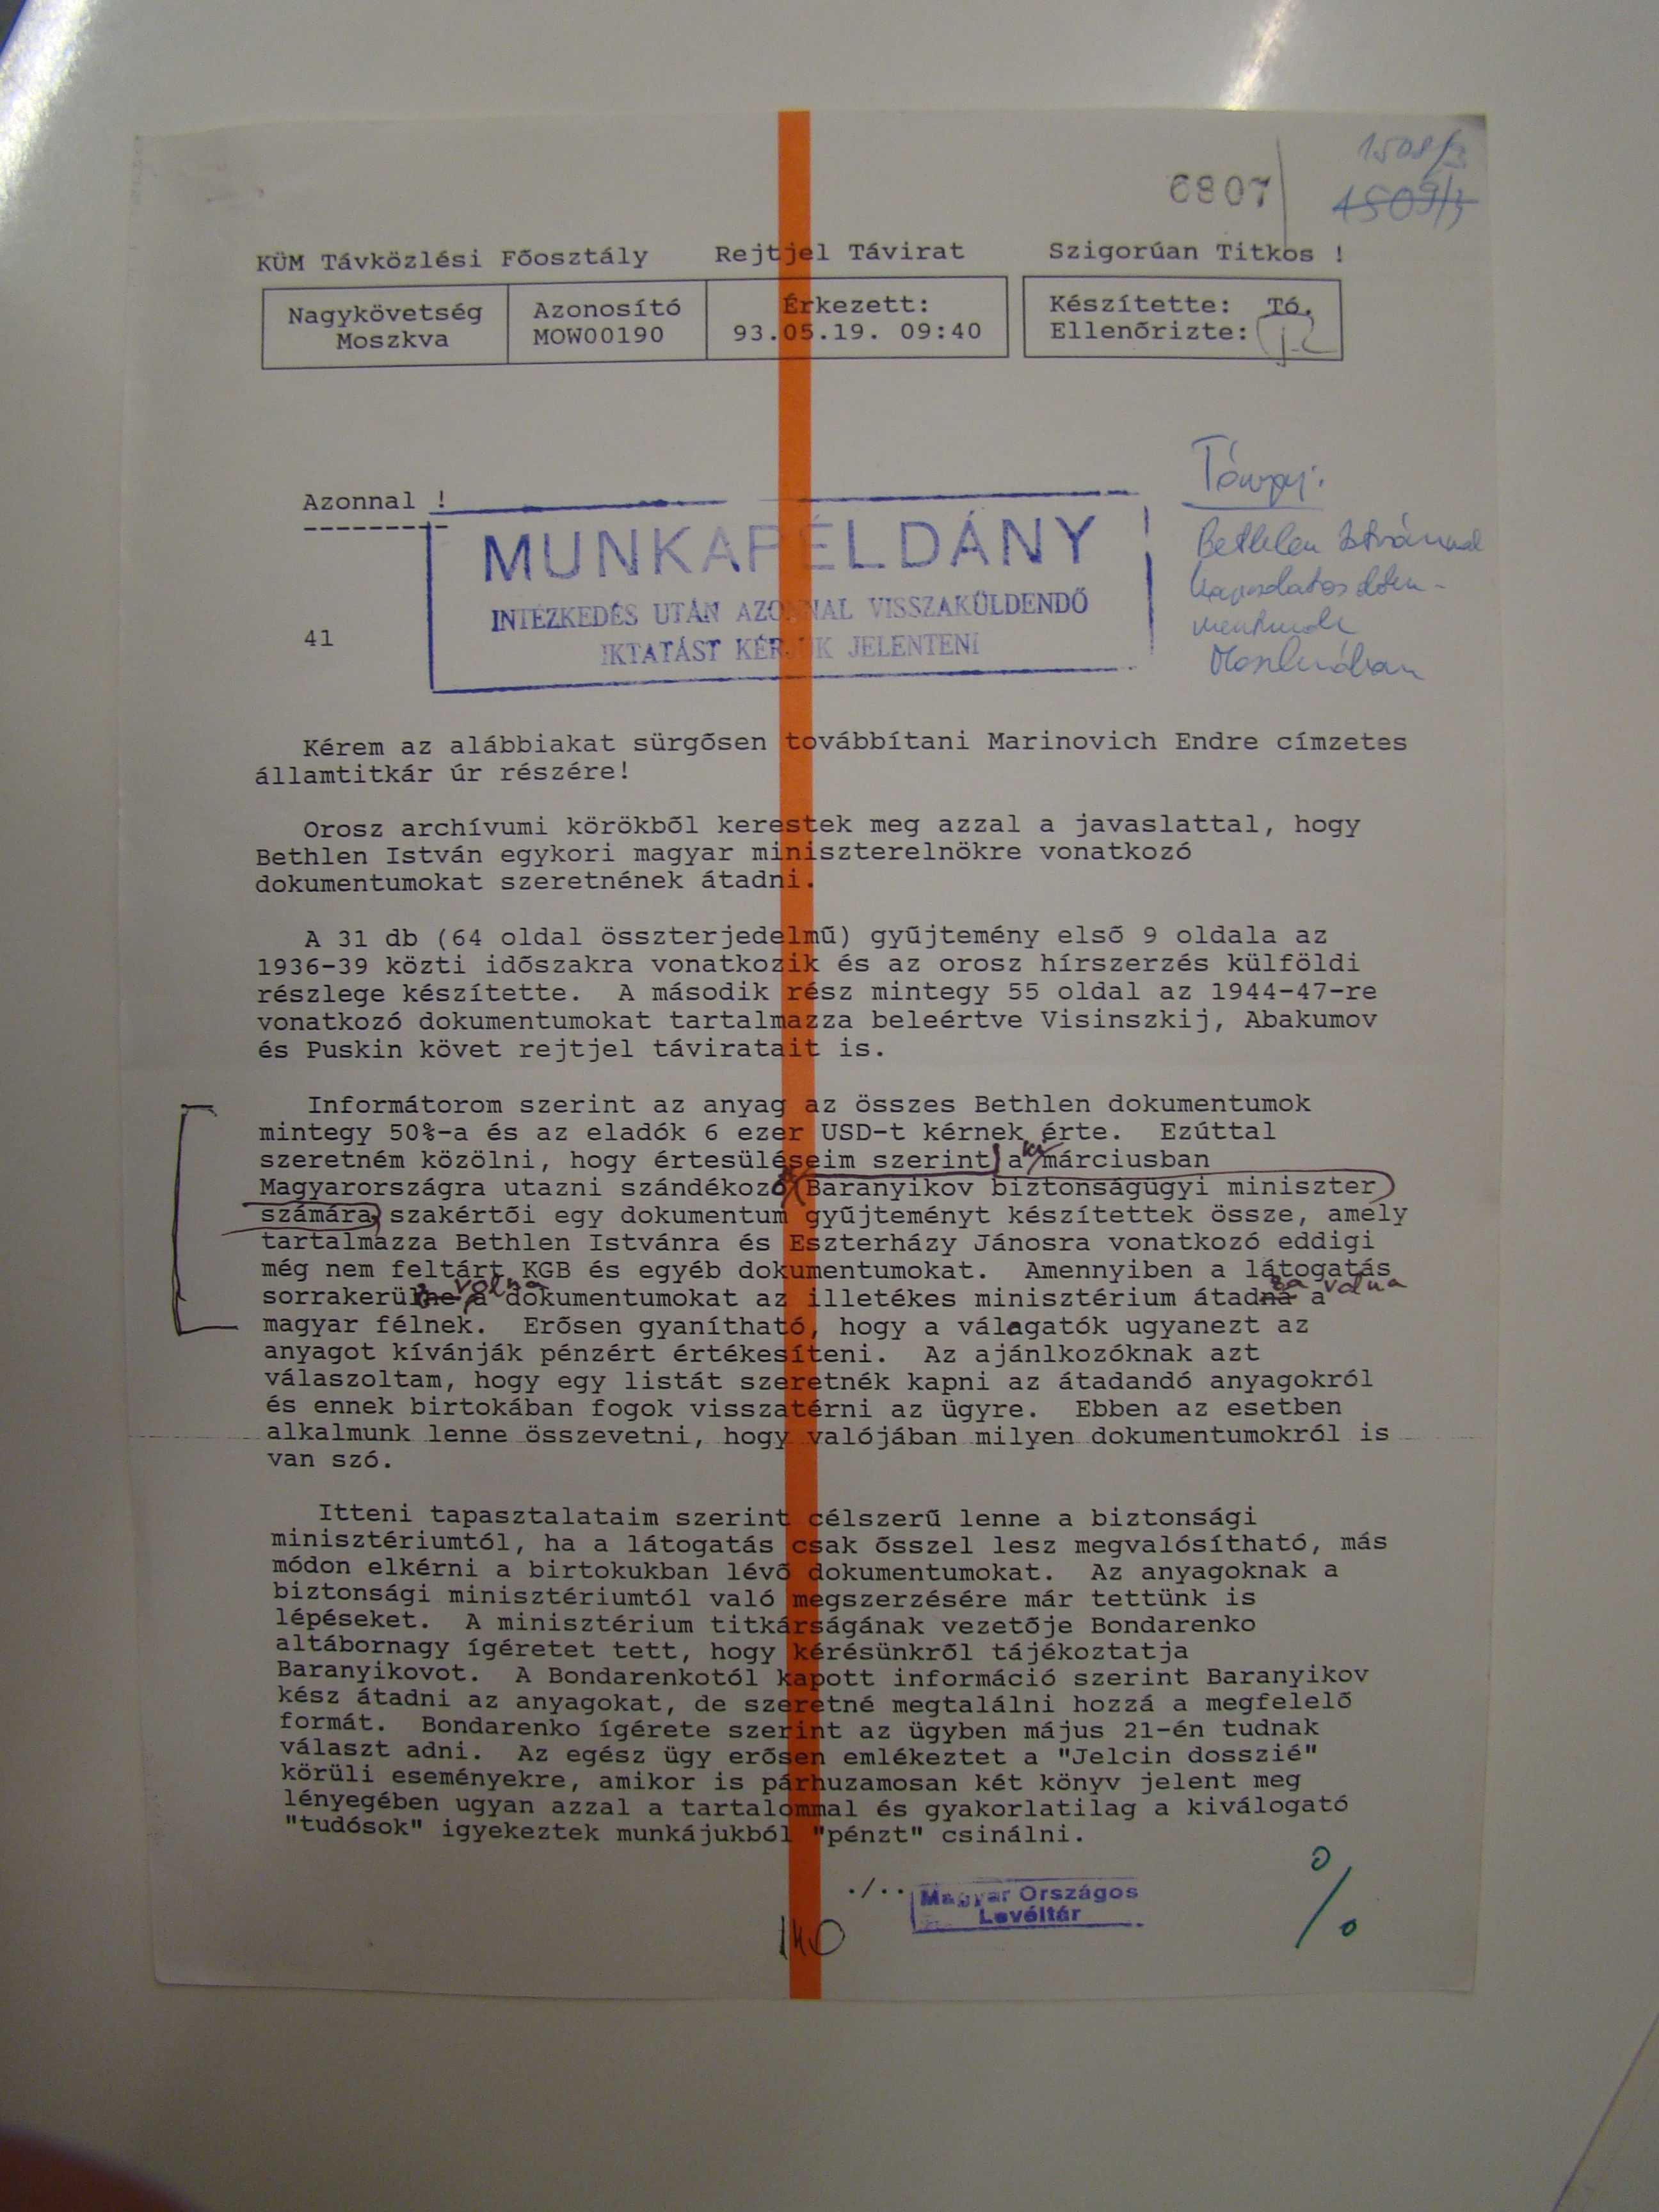 1508/3
6807
1509/3
KÜM Távközlési Főosztály Rejtjel Távirat Szigorúan Titkos !
Nagykövetség Moszkva
Azonosító MOW00190
Érkezett: 93.05.19. 09:40
Készítette: Tó.
Ellenőrizte:
Azonnal !
---------
MUNKAPÉLDÁNY
INTÉZKEDÉS UTÁN AZONNAL VISSZAKÜLDENDŐ
IKTATÁST KÉRJÜK JELENTENI
41
Bethlen Istvánnal
kapcsolatos doku-
mentumok
Moszkvában
Kérem az alábbiakat sürgősen továbbítani Marinovich Endre címzetes
államtitkár úr részére!
Orosz archívumi körökből kerestek meg azzal a javaslattal, hogy
Bethlen István egykori magyar miniszterelnökre vonatkozó
dokumentumokat szeretnének átadni.
A 31 db (64 oldal összterjedelmű) gyűjtemény első 9 oldala az
1936-39 közti időszakra vonatkozik és az orosz hírszerzés külföldi
részlege készítette. A második rész mintegy 55 oldal az 1944-47-re
vonatkozó dokumentumokat tartalmazza beleértve Visinszkij, Abakumov
és Puskin követ rejtjel táviratait is.
Informátorom szerint az anyag az összes Bethlen dokumentumok
mintegy 50%-a és az eladók 6 ezer USD-t kérnek érte. Ezúttal
szeretném közölni, hogy értesüléseim szerint a ki márciusban
Magyarországra utazni szándékozó Baranyikov biztonságügyi miniszter
számára szakértői egy dokumentum gyűjteményt készítettek össze, amely
tartalmazza Bethlen Istvánra és Eszterházy Jánosra vonatkozó eddigi
még nem feltárt KGB és egyéb dokumentumokat. Amennyiben a látogatás
sorrakerülne volna a dokumentumokat az illetékes minisztérium átadná a volna
magyar félnek. Erősen gyanítható, hogy a válagatók ugyanezt az
anyagot kívánják pénzért értékesíteni. Az ajánlkozóknak azt
válaszoltam, hogy egy listát szeretnék kapni az átadandó anyagokról
és ennek birtokában fogok visszatérni az ügyre. Ebben az esetben
alkalmunk lenne összevetni, hogy valójában milyen dokumentumokról is
van szó.
Itteni tapasztalataim szerint célszerű lenne a biztonsági
minisztériumtól, ha a látogatás csak ősszel lesz megvalósítható, más
módon elkérni a birtokukban lévő dokumentumokat. Az anyagoknak a
biztonsági minisztériumtól való megszerzésére már tettünk is
lépéseket. A minisztérium titkárságának vezetője Bondarenko
altábornagy ígéretet tett, hogy kérésünkről tájékoztatja
Baranyikovot. A Bondarenkotól kapott információ szerint Baranyikov
kész átadni az anyagokat, de szeretné megtalálni hozzá a megfelelő
formát. Bondarenko ígérete szerint az ügyben május 21-én tudnak
választ adni. Az egész ügy erősen emlékeztet a "Jelcin dosszié"
körüli eseményekre, amikor is párhuzamosan két könyv jelent meg
lényegében ugyan azzal a tartalommal és gyakorlatilag a kiválogató
"tudósok" igyekeztek munkájukból "pénzt" csinálni.
./..
Magyar Országos
Levéltár
140
%